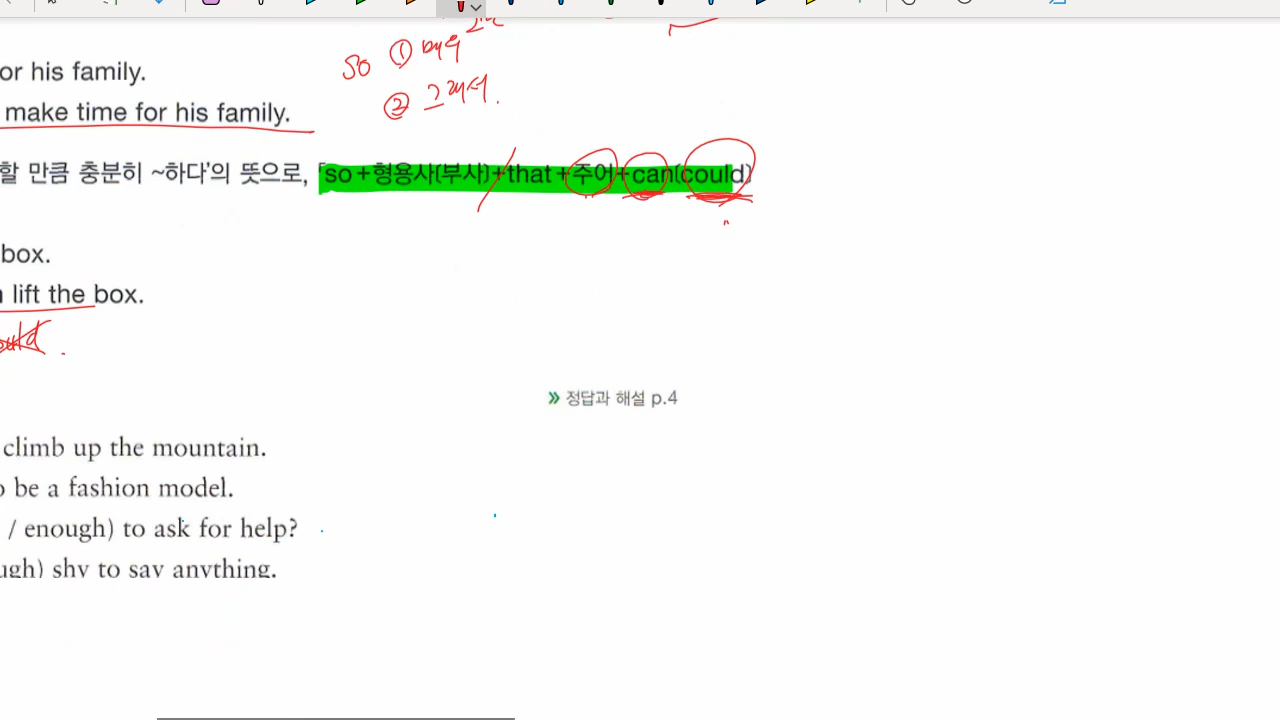 or his family.
so ① 매우
② 그래서.
make time for his family.
할 만큼 충분히 ~하다'의 뜻으로, 'so+형용사(부사)+that+주어+can(could)
box.
lift the box.
ould.
» 정답과 해설 p.4
climb up the mountain.
be a fashion model.
/ enough) to ask for help?
ugh) shy to say anything.